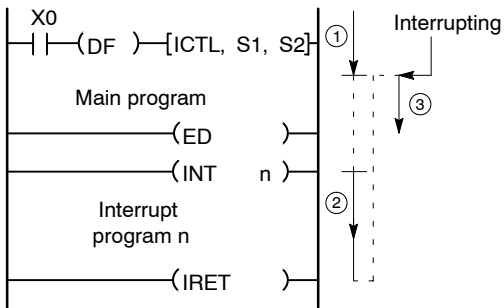 X0
(DF ) [ICTL, S1, S2]
① Interrupting
Main program
③
(ED )
(INT n )
②
Interrupt
program n
(IRET )